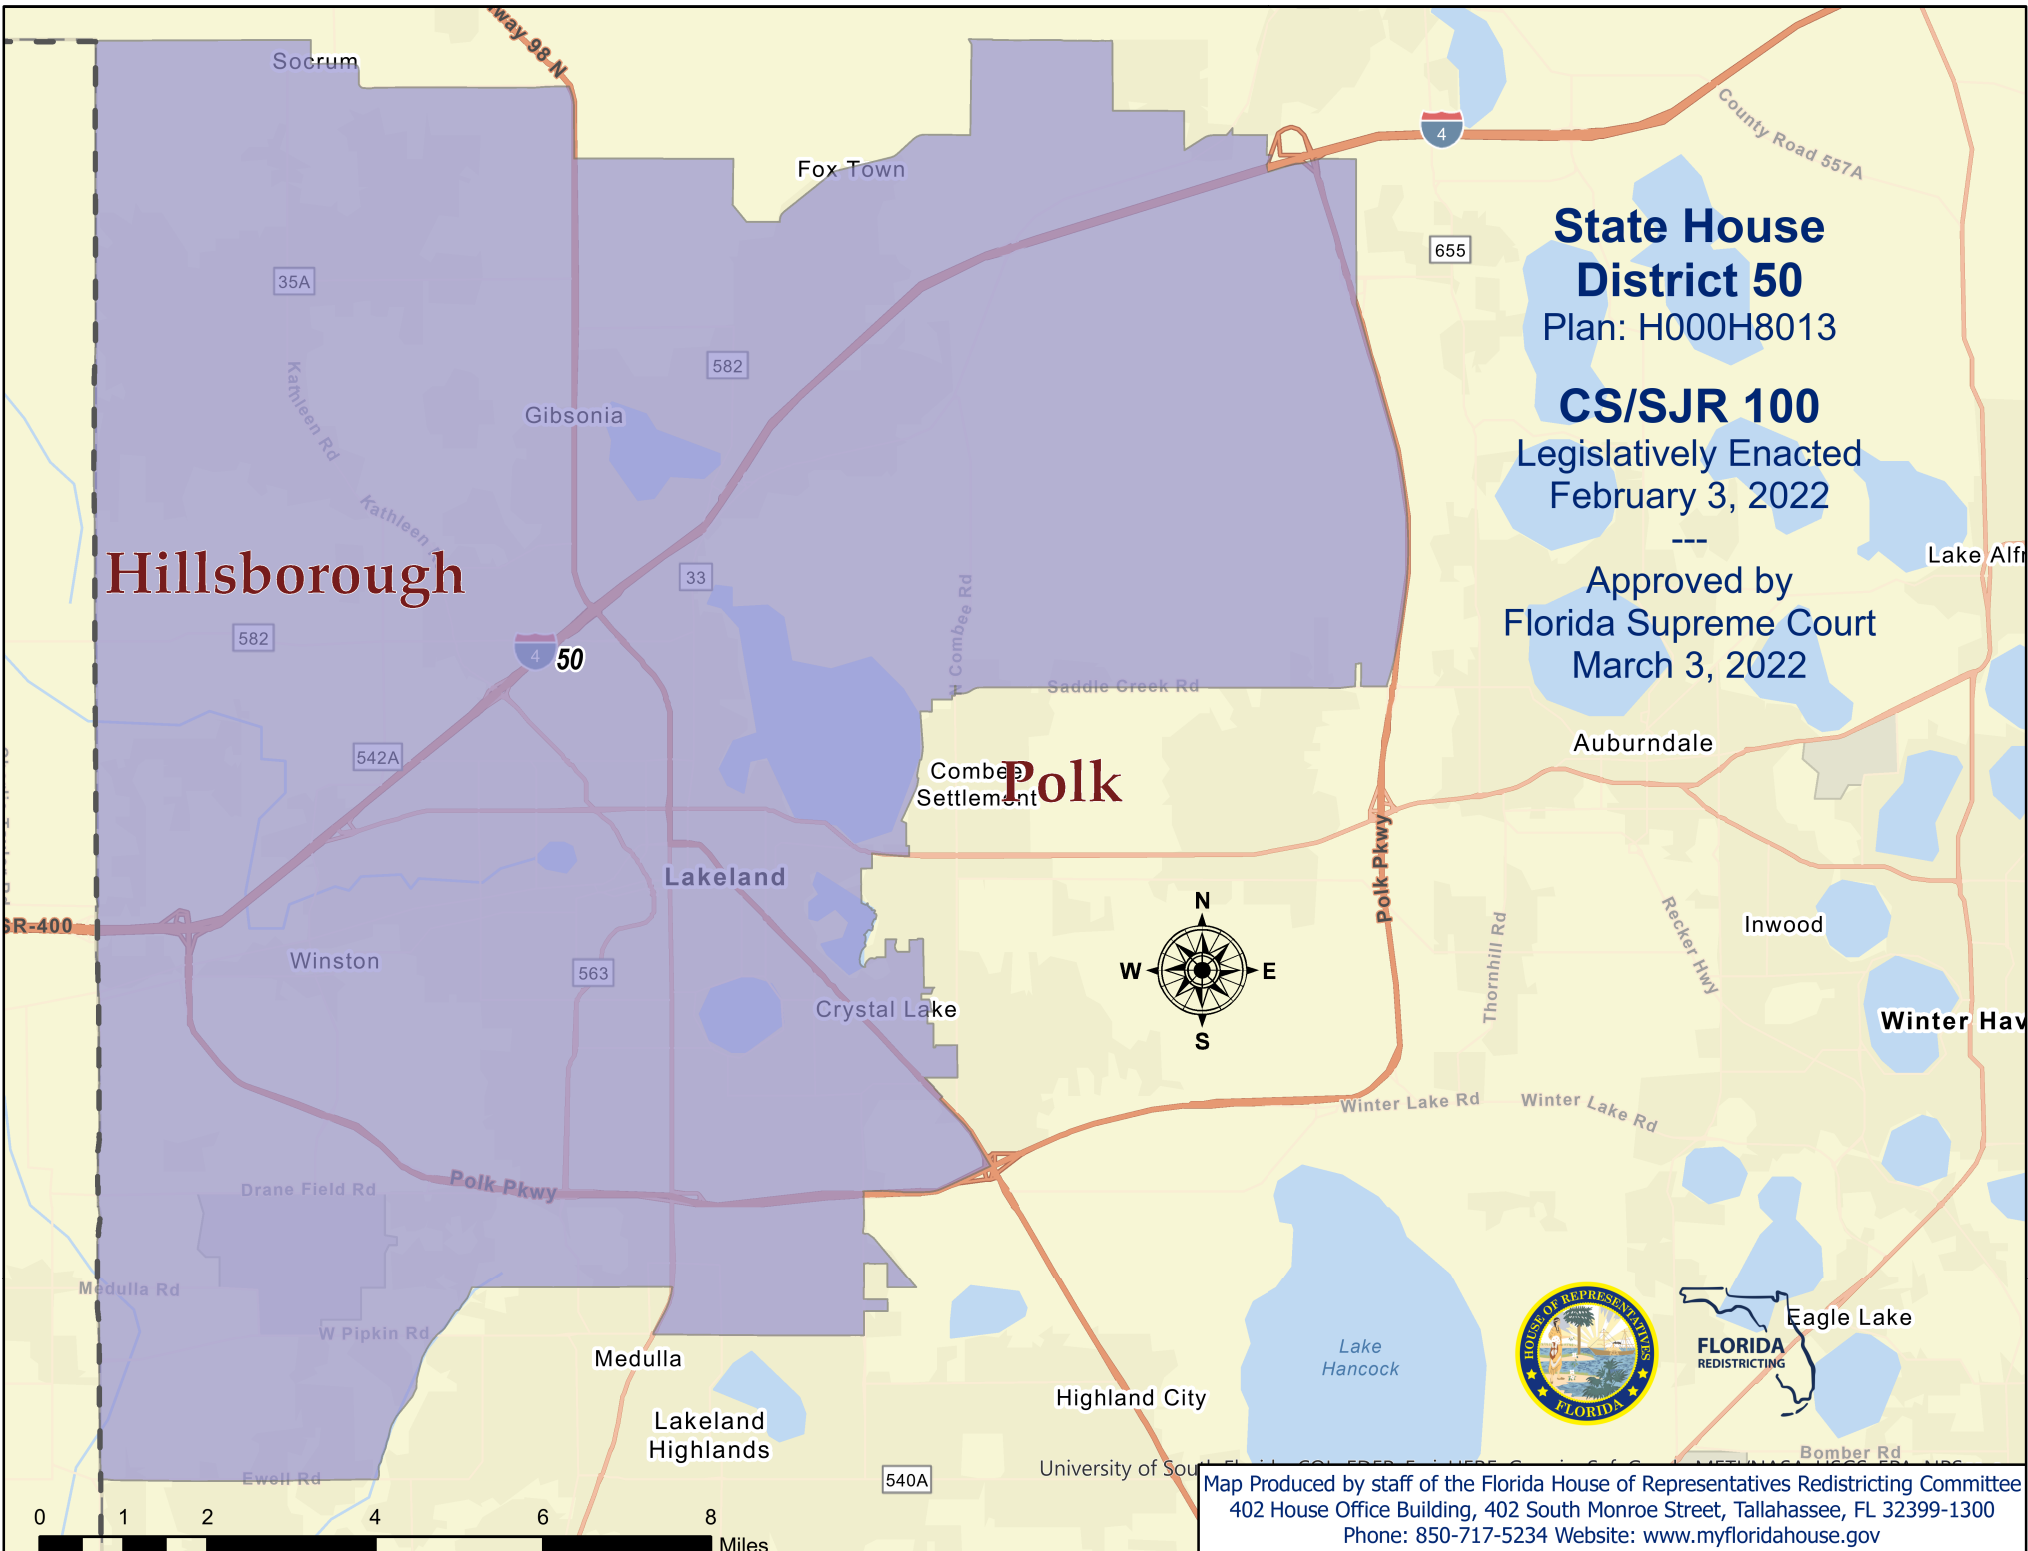 way 98 N
Socrum
Fox Town
4
County Road 557A
35A
655
State House
District 50
Plan: H000H8013
582
Kathleen Rd
Gibsonia
CS/SJR 100
Legislatively Enacted
February 3, 2022
---
Approved by
Florida Supreme Court
March 3, 2022
Kathleen
Hillsborough
Lake Alfr
33
N Combee Rd
582
4
50
Saddle Creek Rd
542A
Auburndale
Combee
Settlement
Polk
Polk Pkwy
Lakeland
SR-400
Winston
563
Crystal Lake
N
W
E
S
Thornhill Rd
Recker Hwy
Inwood
Winter Hav
Winter Lake Rd
Winter Lake Rd
Drane Field Rd
Polk Pkwy
Medulla Rd
W Pipkin Rd
Medulla
Lake
Hancock
HOUSE OF REPRESENTATIVES
FLORIDA
FLORIDA
REDISTRICTING
Eagle Lake
Highland City
Lakeland
Highlands
Ewell Rd
540A
Bomber Rd
University of Sou
0 1 2 4 6 8
Miles
Map Produced by staff of the Florida House of Representatives Redistricting Committee
402 House Office Building, 402 South Monroe Street, Tallahassee, FL 32399-1300
Phone: 850-717-5234 Website: www.myfloridahouse.gov